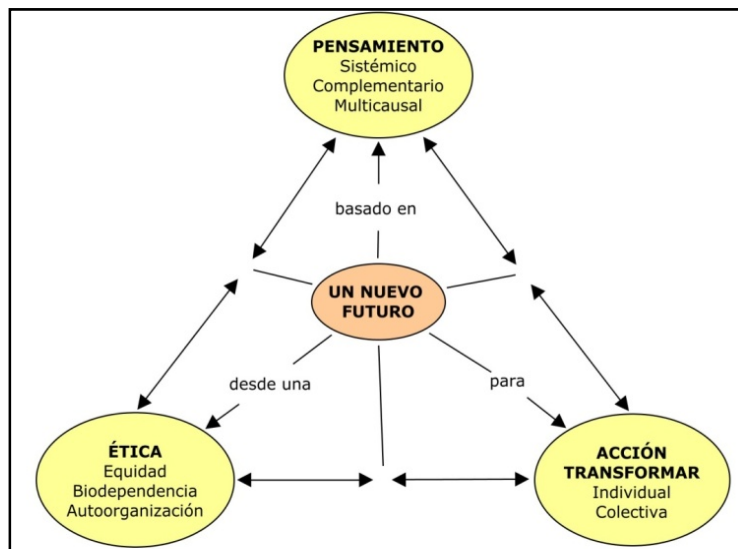 PENSAMIENTO
Sistémico
Complementario
Multicausal
basado en
UN NUEVO
FUTURO
desde una
para
ÉTICA
Equidad
Biodependencia
Autoorganización
ACCIÓN
TRANSFORMAR
Individual
Colectiva